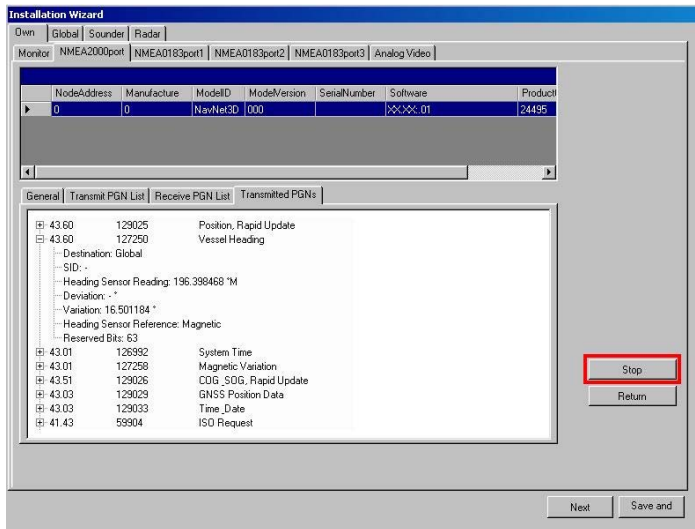 Installation Wizard
Own Global Sounder Radar
Monitor NMEA2000port NMEA0183port1 NMEA0183port2 NMEA0183port3 Analog Video
NodeAddress Manufacture ModelID ModelVersion SerialNumber Software Product
0 0 NavNet3D 000 XX.XX:.01 24495
General Transmit PGN List Receive PGN List Transmitted PGNs
43.60 129025 Position, Rapid Update
43.60 127250 Vessel Heading
Destination: Global
SID: -
Heading Sensor Reading: 196.398468 °M
Deviation: - °
Variation: 16.501184 °
Heading Sensor Reference: Magnetic
Reserved Bits: 63
43.01 126992 System Time
43.01 127258 Magnetic Variation
43.51 129026 COG_SOG, Rapid Update
43.03 129029 GNSS Position Data
43.03 129033 Time_Date
41.43 59904 ISO Request
Stop
Return
Next Save and